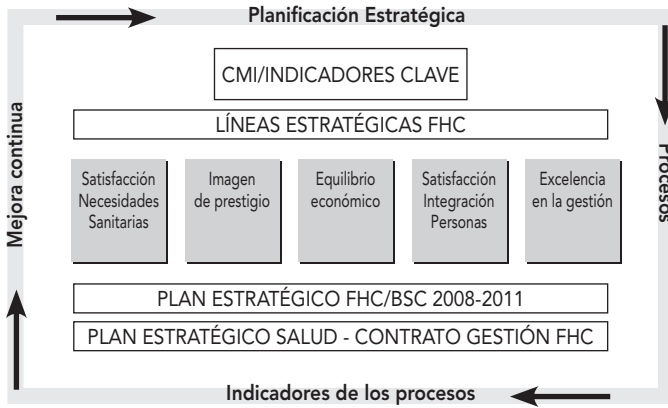 Planificación Estratégica
CMI/INDICADORES CLAVE
LÍNEAS ESTRATÉGICAS FHC
Mejora continua
Procesos
Satisfacción
Necesidades
Sanitarias
Imagen
de prestigio
Equilibrio
económico
Satisfacción
Integración
Personas
Excelencia
en la gestión
PLAN ESTRATÉGICO FHC/BSC 2008-2011
PLAN ESTRATÉGICO SALUD - CONTRATO GESTIÓN FHC
Indicadores de los procesos